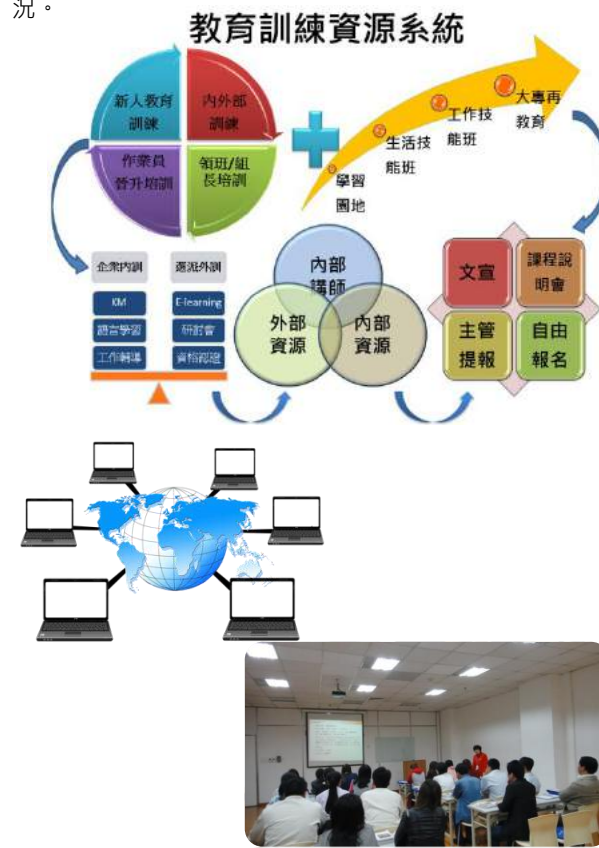 況。
教育訓練資源系統
新人教育
訓練
內外部
訓練
作業員
晉升培訓
領班/組
長培訓
學習
園地
生活技
能班
工作技
能班
大專再
教育
企業內訓
選派外訓
KM
E-learning
語言學習
研討會
工作輔導
資格認證
內部
講師
外部
資源
內部
資源
文宣
課程說
明會
主管
提報
自由
報名